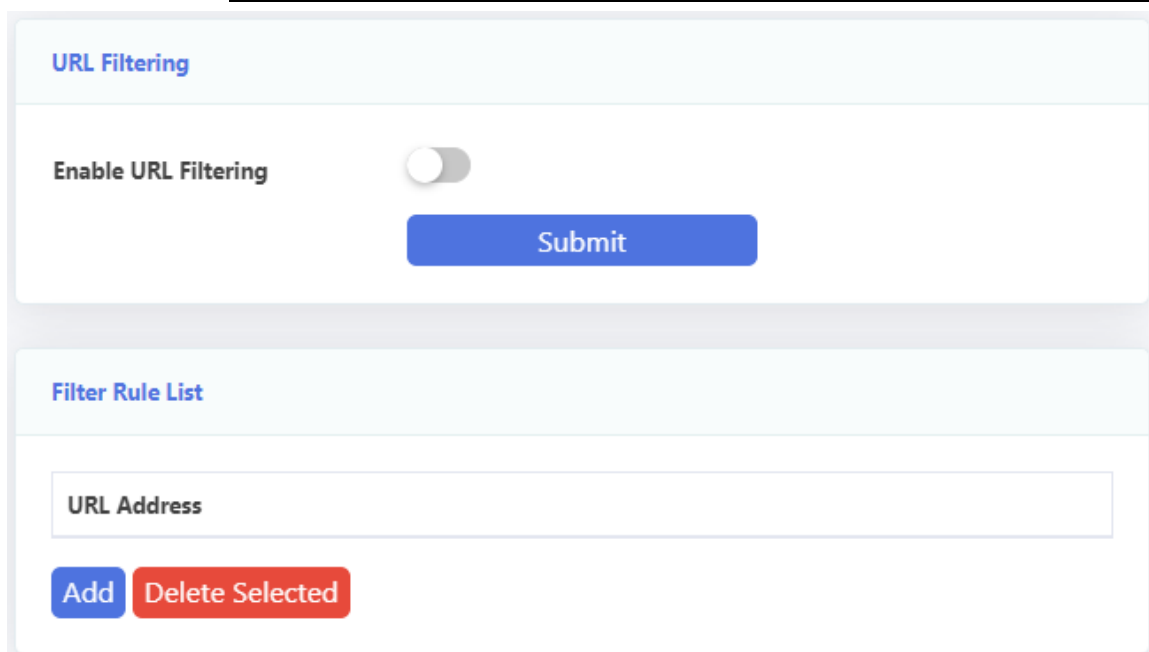 URL Filtering
Enable URL Filtering
Submit
Filter Rule List
URL Address
Add Delete Selected